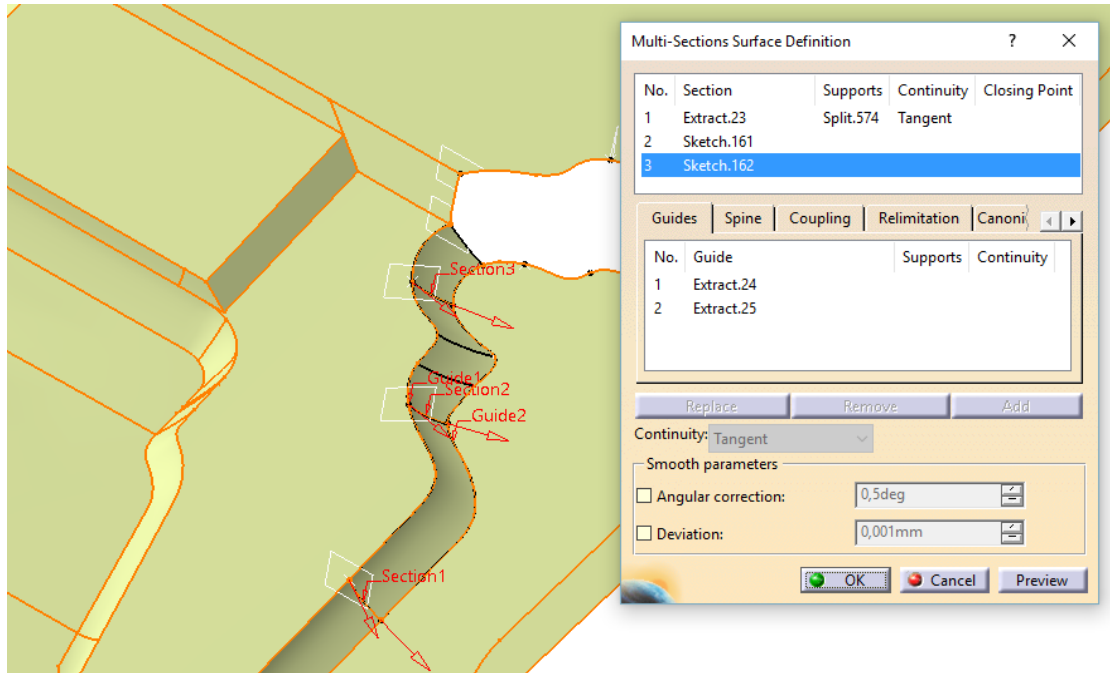 Multi-Sections Surface Definition ? X
No. Section Supports Continuity Closing Point
1 Extract.23 Split.574 Tangent
2 Sketch.161
3 Sketch.162
Guides Spine Coupling Relimitation Canoni
No. Guide Supports Continuity
1 Extract.24
2 Extract.25
Replace Remove Add
Continuity: Tangent
Smooth parameters
Angular correction: 0,5deg
Deviation: 0,001mm
OK Cancel Preview
Section3
Guide1
Section2
Guide2
Section1